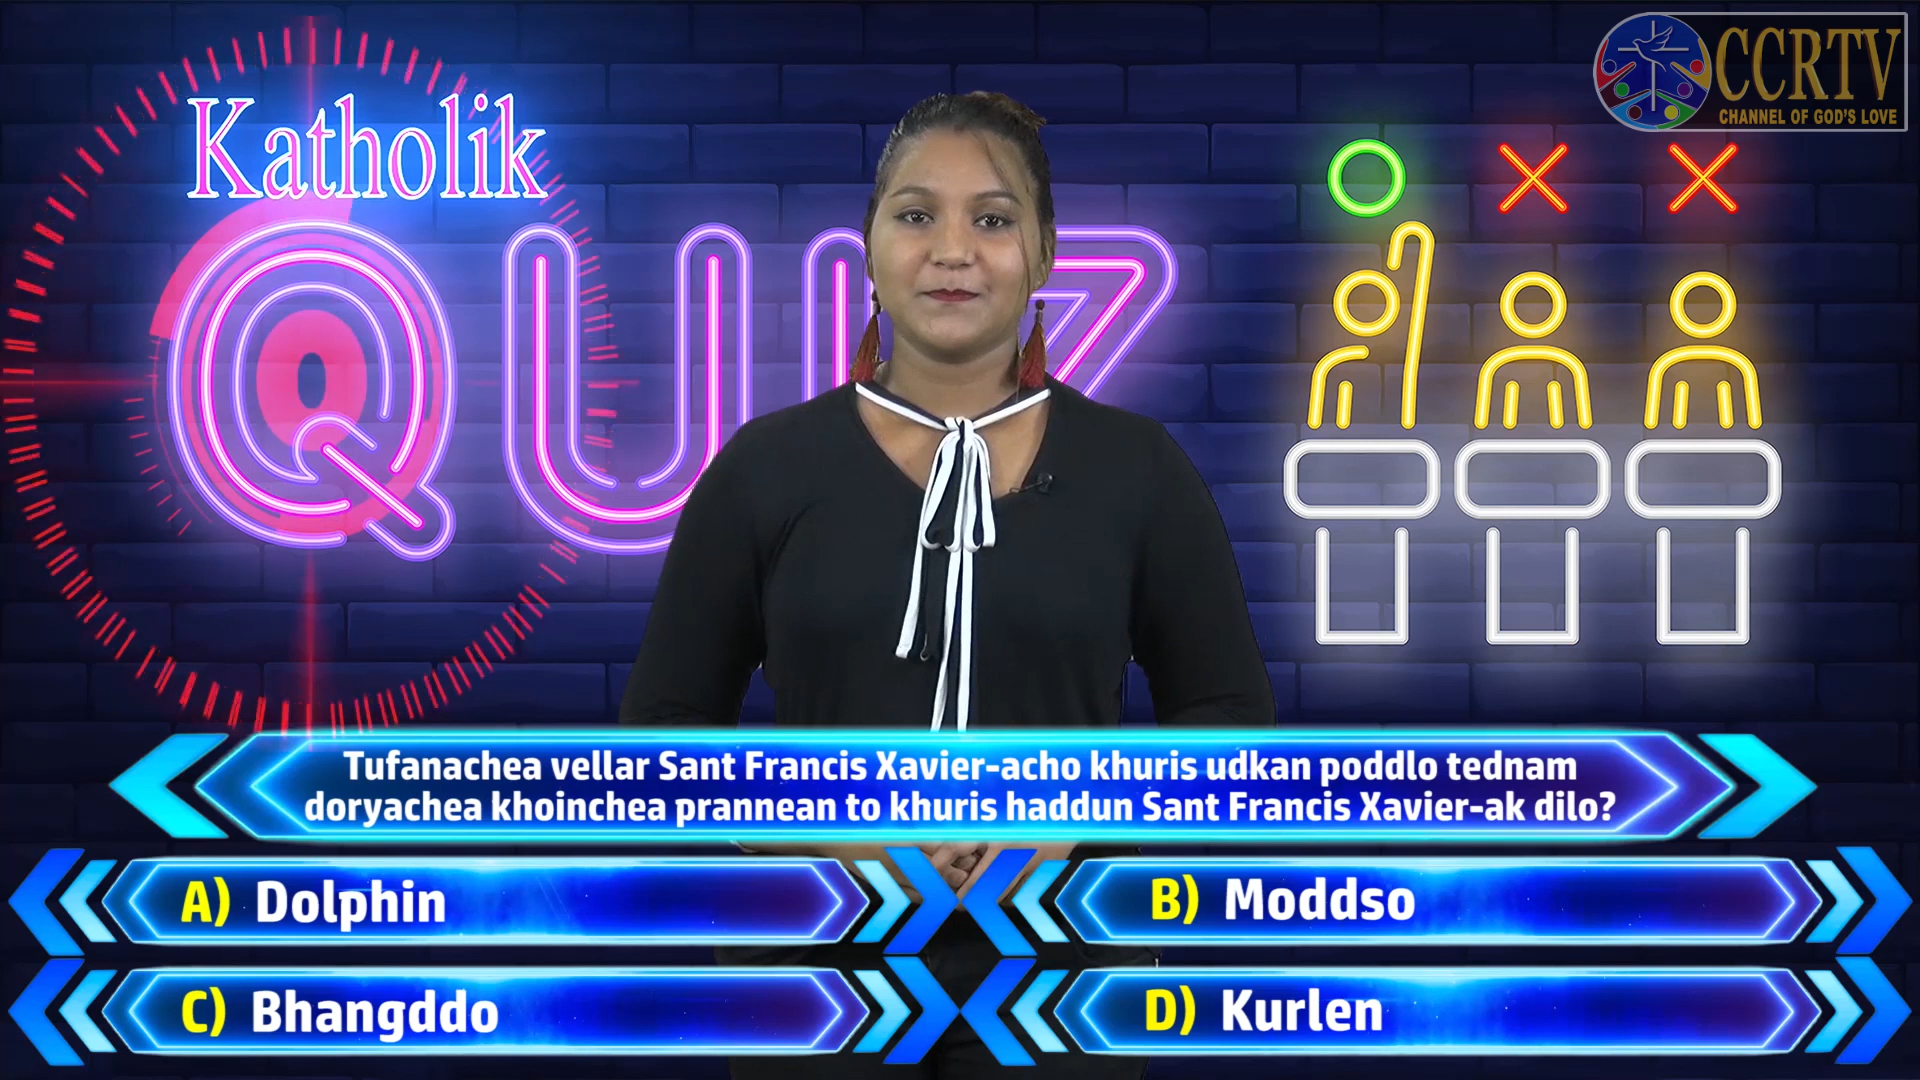 CCRTV
CHANNEL OF GOD'S LOVE
Katholik
QUIZ
Tufanachea vellar Sant Francis Xavier-acho khuris udkan poddlo tednam
doryachea khoinchea prannean to khuris haddun Sant Francis Xavier-ak dilo?
A) Dolphin
B) Moddso
C) Bhangddo
D) Kurlen